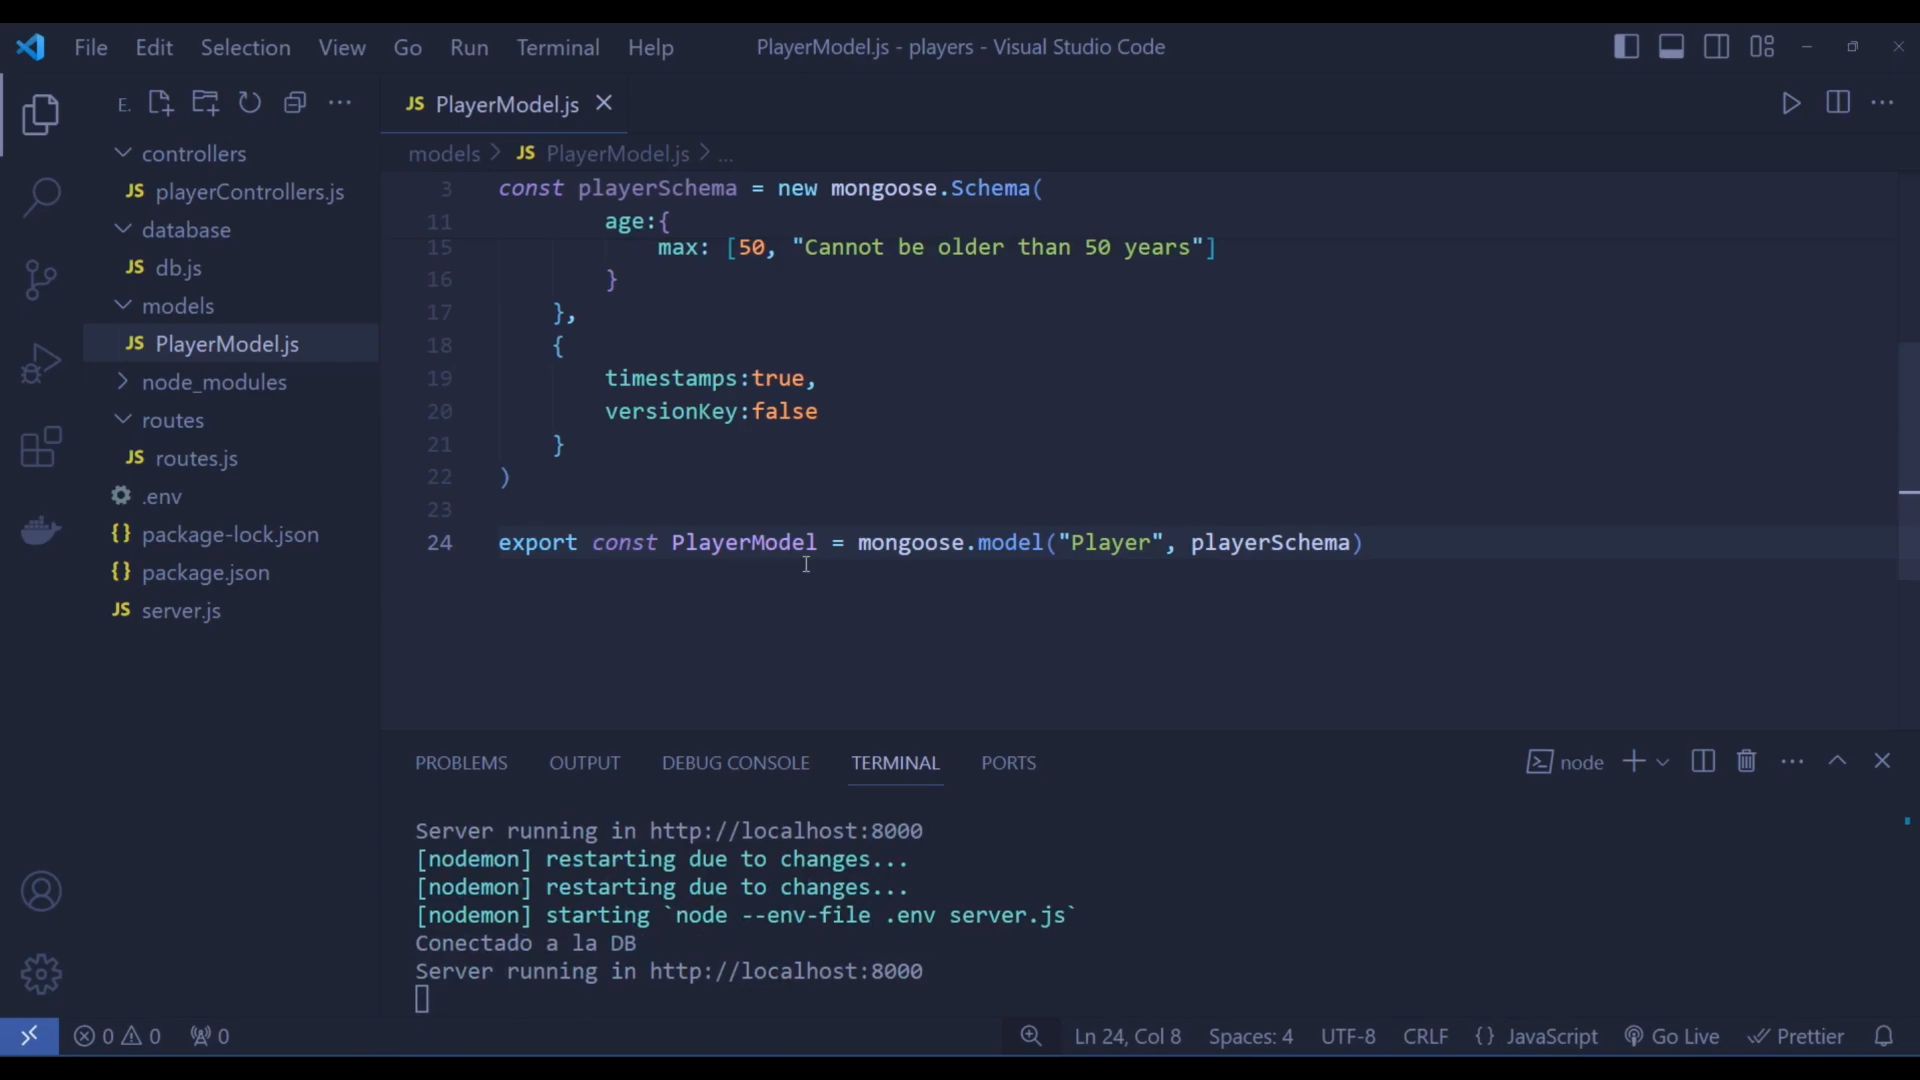 File Edit Selection View Go Run Terminal Help PlayerModel.js - players - Visual Studio Code
E.
JS PlayerModel.js
controllers
models > JS PlayerModel.js > ...
JS playerControllers.js
database
JS db.js
models
JS PlayerModel.js
node_modules
routes
JS routes.js
.env
{} package-lock.json
{} package.json
JS server.js
3 const playerSchema = new mongoose.Schema(
11 age:{
15 max: [50, "Cannot be older than 50 years"]
16 }
17 },
18 {
19 timestamps:true,
20 versionKey:false
21 }
22 )
23
24 export const PlayerModel = mongoose.model("Player", playerSchema)
PROBLEMS OUTPUT DEBUG CONSOLE TERMINAL PORTS node
Server running in http://localhost:8000
[nodemon] restarting due to changes...
[nodemon] restarting due to changes...
[nodemon] starting `node --env-file .env server.js`
Conectado a la DB
Server running in http://localhost:8000
0 0 0 Ln 24, Col 8 Spaces: 4 UTF-8 CRLF {} JavaScript Go Live Prettier